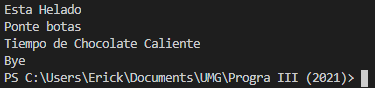 Esta Helado
Ponte botas
Tiempo de Chocolate Caliente
Bye
PS C:\Users\Erick\Documents\UMG\Progra III (2021)>